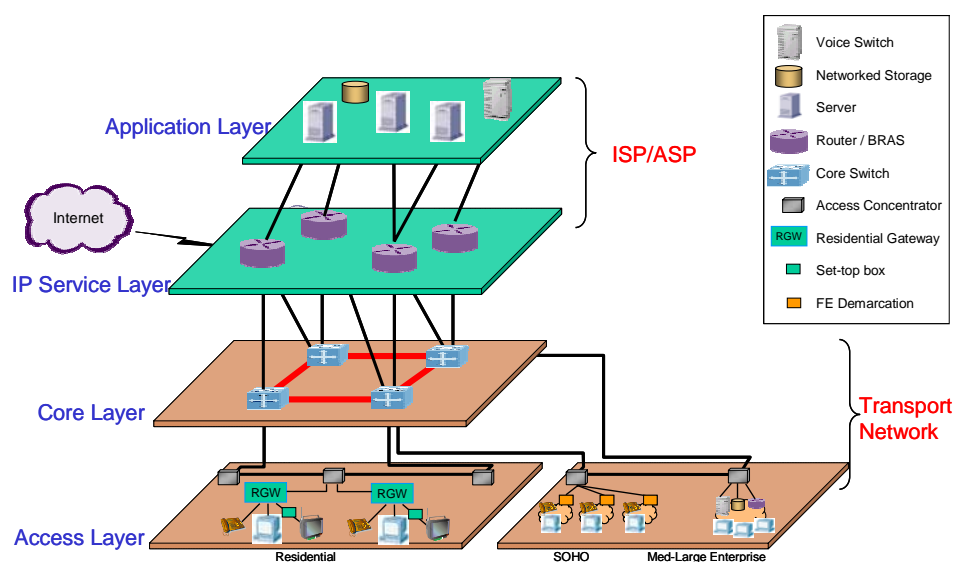 Voice Switch
Networked Storage
Server
Router / BRAS
Core Switch
Access Concentrator
RGW
Residential Gateway
Set-top box
FE Demarcation
Application Layer
ISP/ASP
Internet
IP Service Layer
Core Layer
Transport
Network
RGW
RGW
Access Layer
Residential
SOHO
Med-Large Enterprise